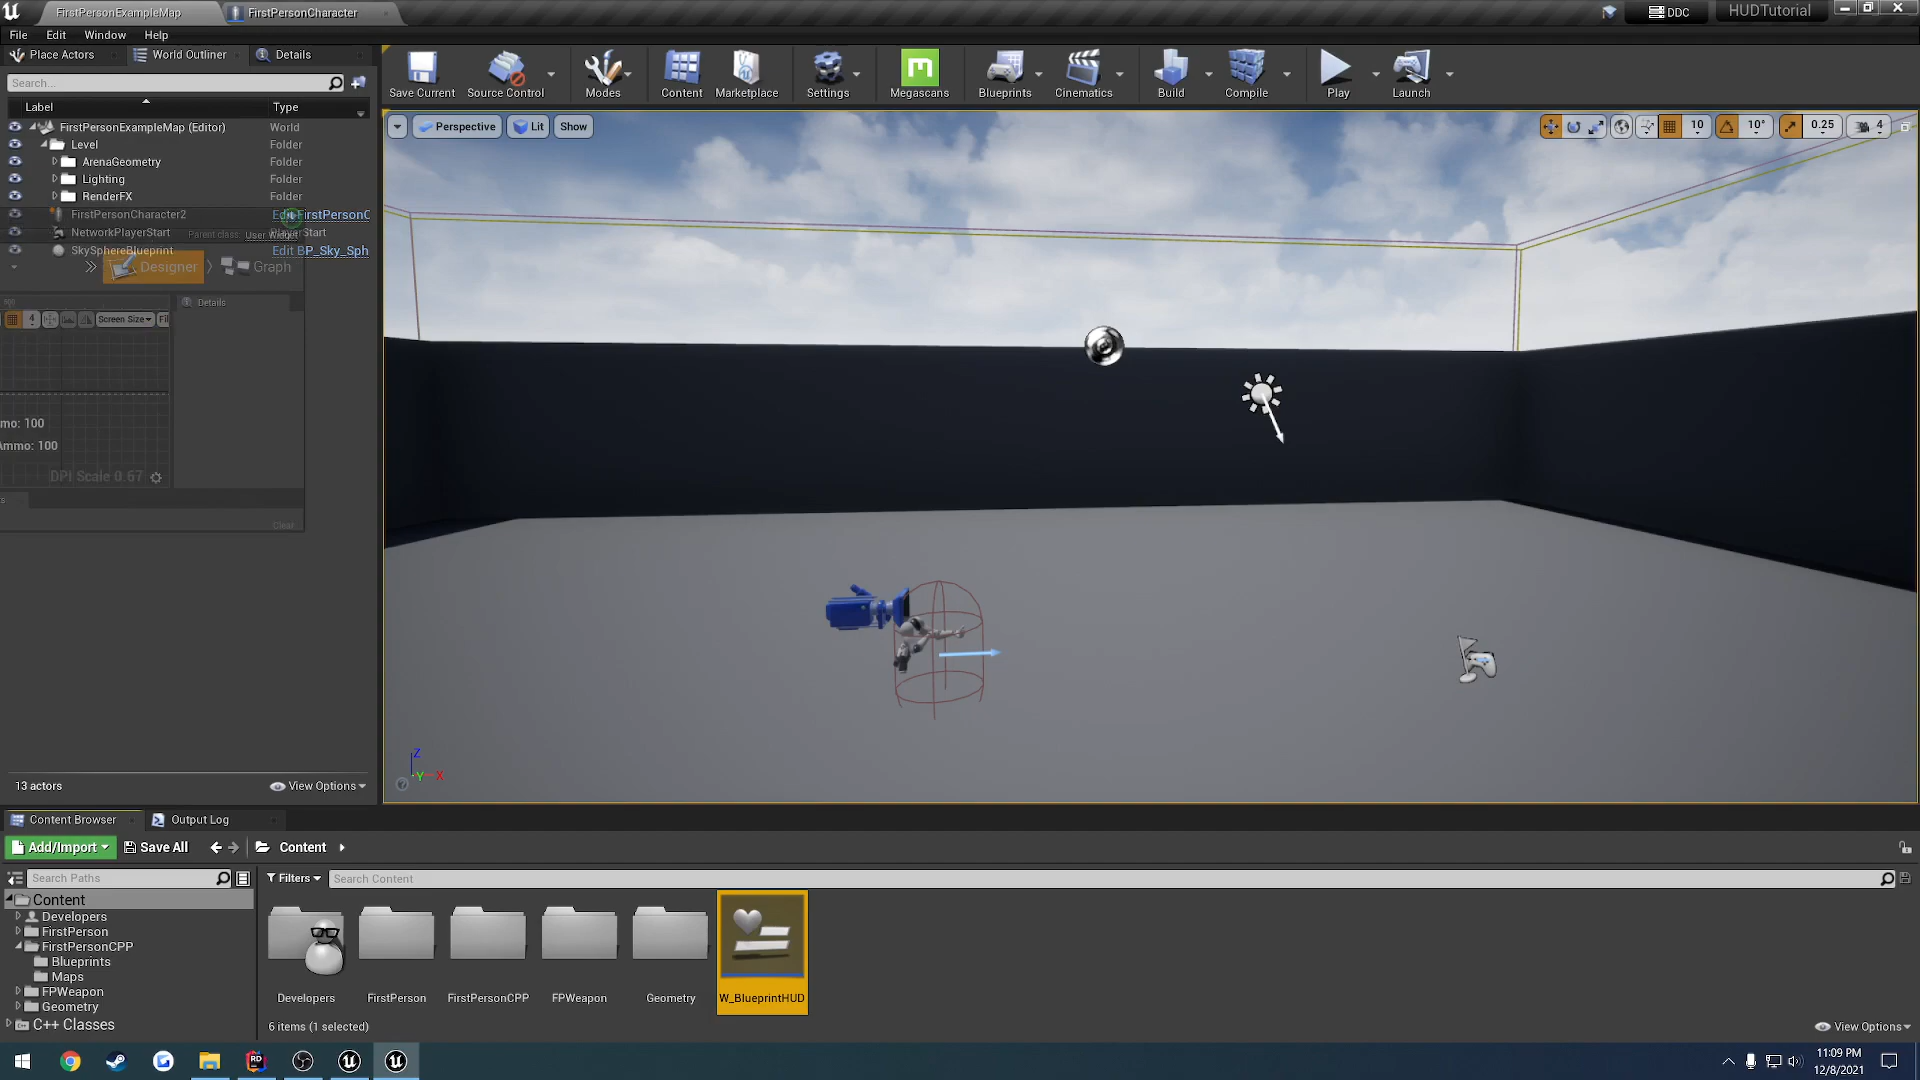 FirstPersonExampleMap
FirstPersonCharacter
DDC
HUDTutorial
File Edit Window Help
Place Actors
World Outliner
Details
Search...
Label Type
FirstPersonExampleMap (Editor) World
Level Folder
ArenaGeometry Folder
Lighting Folder
RenderFX Folder
FirstPersonCharacter2 Edit FirstPersonC
NetworkPlayerStart PlayerStart
Parent class: User Widget
SkySphereBlueprint Edit BP_Sky_Sph
Designer Graph
Details
4 Screen Size Fil
mo: 100
Ammo: 100
DPI Scale 0.67
Clear
13 actors
View Options
Save Current
Source Control
Modes
Content
Marketplace
Settings
Megascans
Blueprints
Cinematics
Build
Compile
Play
Launch
Perspective
Lit
Show
10
10°
0.25
4
Z
Y X
Content Browser
Output Log
Add/Import
Save All
Content
Search Paths
Filters
Search Content
Content
Developers
FirstPerson
FirstPersonCPP
Blueprints
Maps
FPWeapon
Geometry
C++ Classes
Developers
FirstPerson
FirstPersonCPP
FPWeapon
Geometry
W_BlueprintHUD
6 items (1 selected)
View Options
11:09 PM
12/8/2021